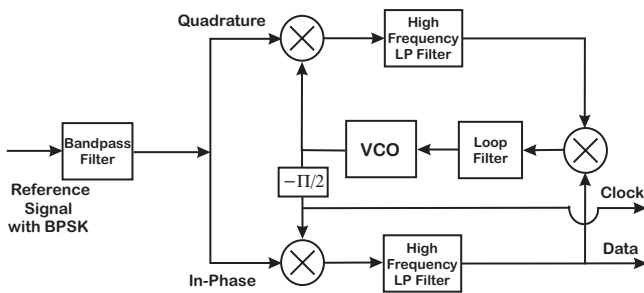 Quadrature
High
Frequency
LP Filter
Bandpass
Filter
VCO
Loop
Filter
Reference
Signal
with BPSK
−Π/2
Clock
In-Phase
High
Frequency
LP Filter
Data